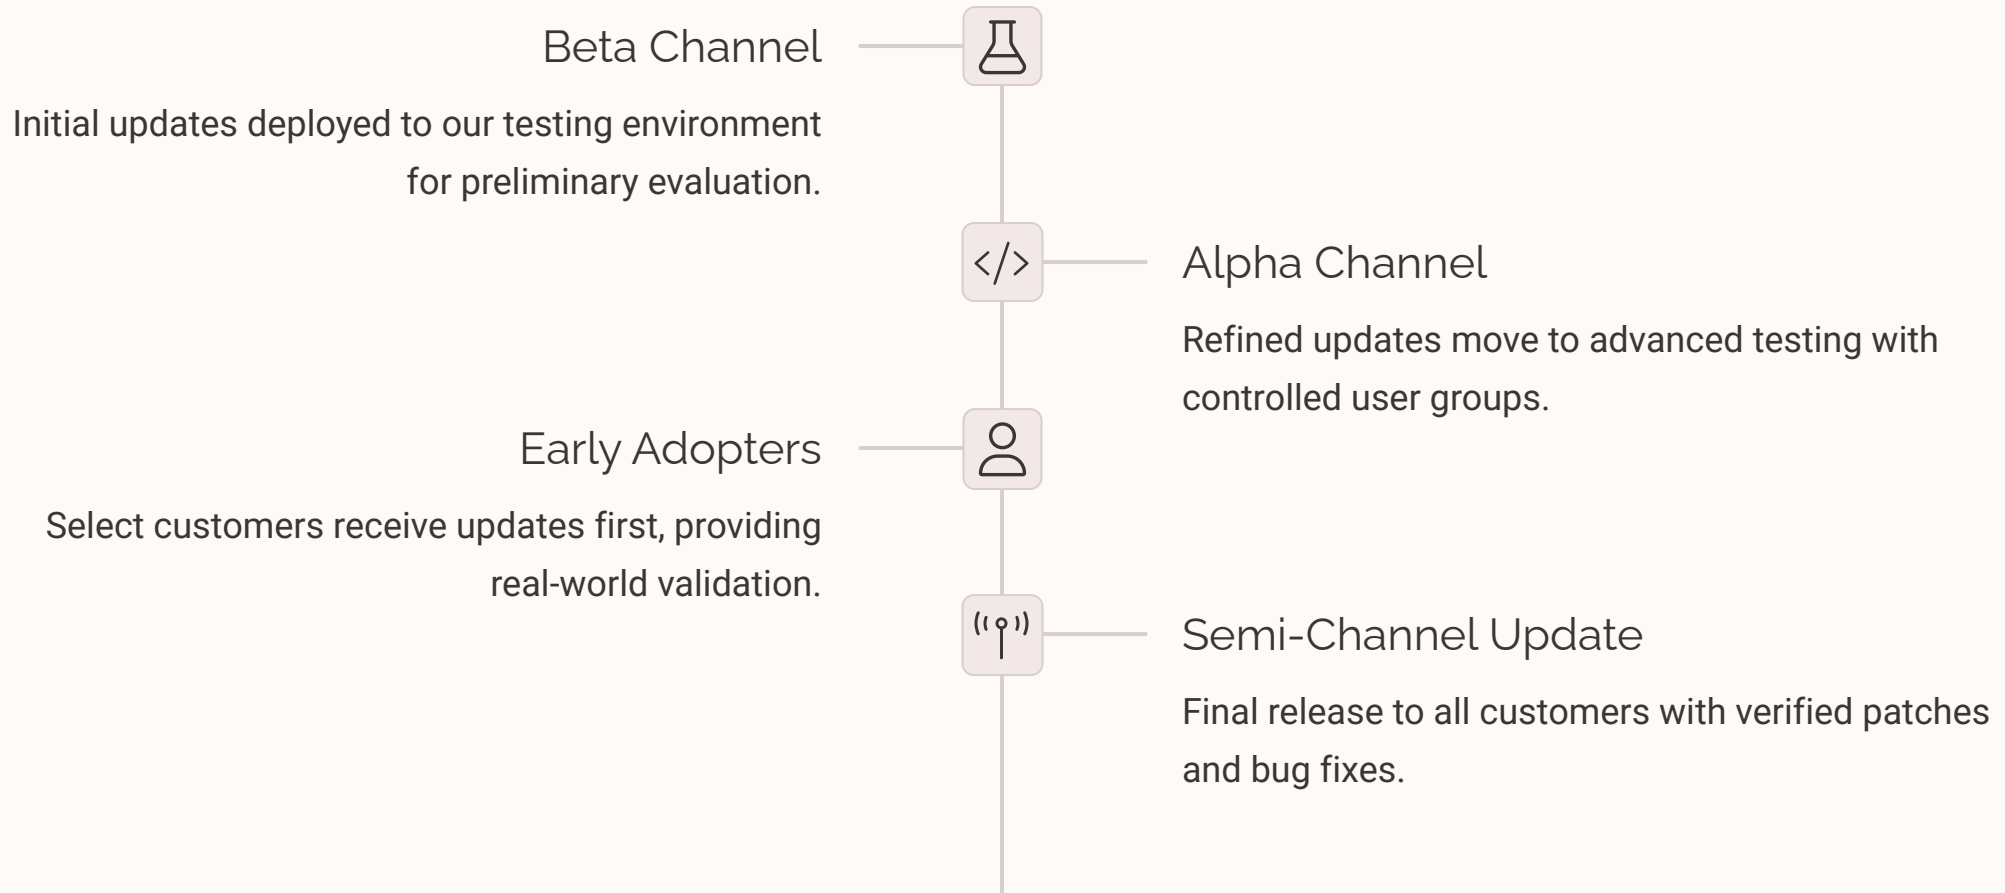 Beta Channel
Initial updates deployed to our testing environment
for preliminary evaluation.
Alpha Channel
Refined updates move to advanced testing with
controlled user groups.
Early Adopters
Select customers receive updates first, providing
real-world validation.
Semi-Channel Update
Final release to all customers with verified patches
and bug fixes.